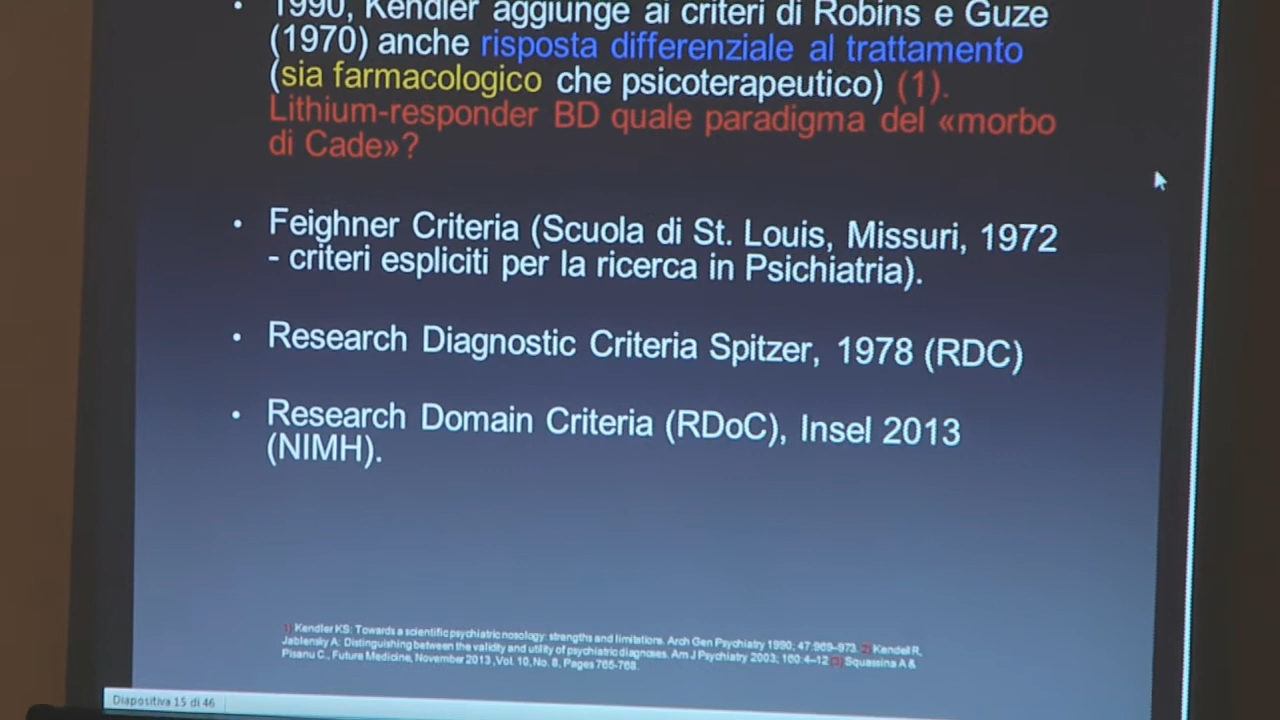 • 1990, Kendler aggiunge ai criteri di Robins e Guze
(1970) anche risposta differenziale al trattamento
(sia farmacologico che psicoterapeutico) (1).
Lithium-responder BD quale paradigma del «morbo
di Cade»?
• Feighner Criteria (Scuola di St. Louis, Missuri, 1972
- criteri espliciti per la ricerca in Psichiatria).
• Research Diagnostic Criteria Spitzer, 1978 (RDC)
• Research Domain Criteria (RDoC), Insel 2013
(NIMH).
1) Kendler KS: Towards a scientific psychiatric nosology: strengths and limitations. Arch Gen Psychiatry 1990; 47:969–973. 2) Kendell R,
Jablensky A: Distinguishing between the validity and utility of psychiatric diagnoses. Am J Psychiatry 2003; 160:4–12 3) Squassina A &
Pisanu C., Future Medicine, November 2013 ,Vol. 10, No. 8, Pages 765-768.
Diapositiva 15 di 46